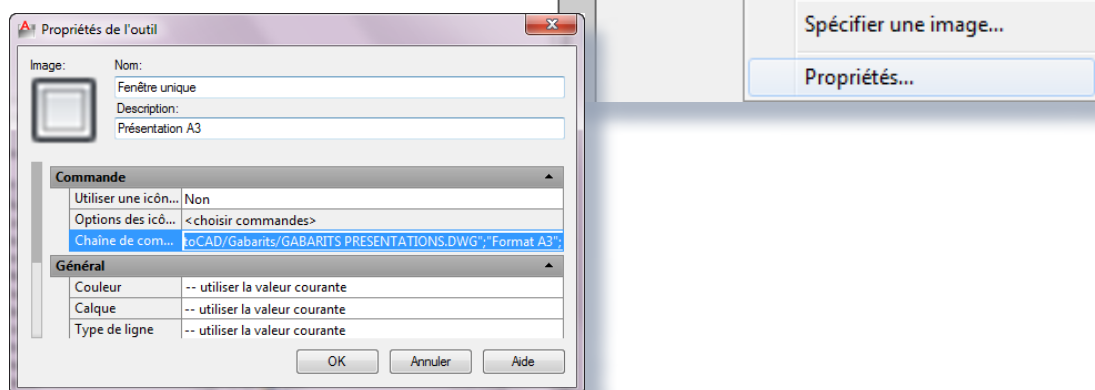 Propriétés de l'outil
Image:
Nom:
Fenêtre unique
Description:
Présentation A3
Commande
Utiliser une icôn... Non
Options des icô... <choisir commandes>
Chaîne de com... toCAD/Gabarits/GABARITS PRESENTATIONS.DWG";"Format A3";
Général
Couleur -- utiliser la valeur courante
Calque -- utiliser la valeur courante
Type de ligne -- utiliser la valeur courante
OK Annuler Aide
Spécifier une image...
Propriétés...